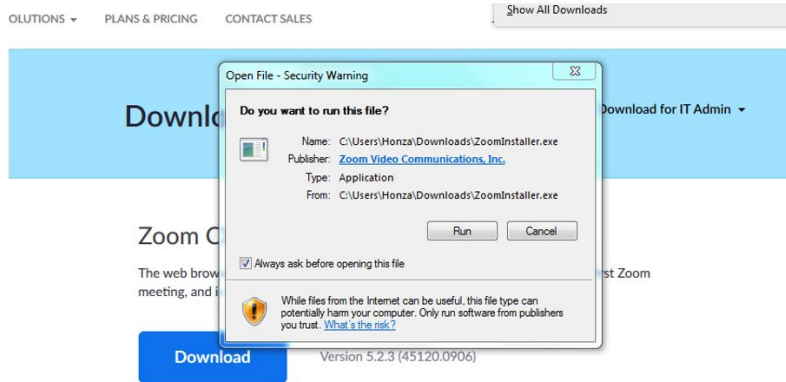 Show All Downloads
OLUTIONS PLANS & PRICING CONTACT SALES
Open File - Security Warning
Downlo
Download for IT Admin
Do you want to run this file?
Name: C:\Users\Honza\Downloads\ZoomInstaller.exe
Publisher: Zoom Video Communications, Inc.
Type: Application
From: C:\Users\Honza\Downloads\ZoomInstaller.exe
Run Cancel
Zoom C
Always ask before opening this file
The web brow rst Zoom
meeting, and i
While files from the Internet can be useful, this file type can
potentially harm your computer. Only run software from publishers
you trust. What's the risk?
Download Version 5.2.3 (45120.0906)